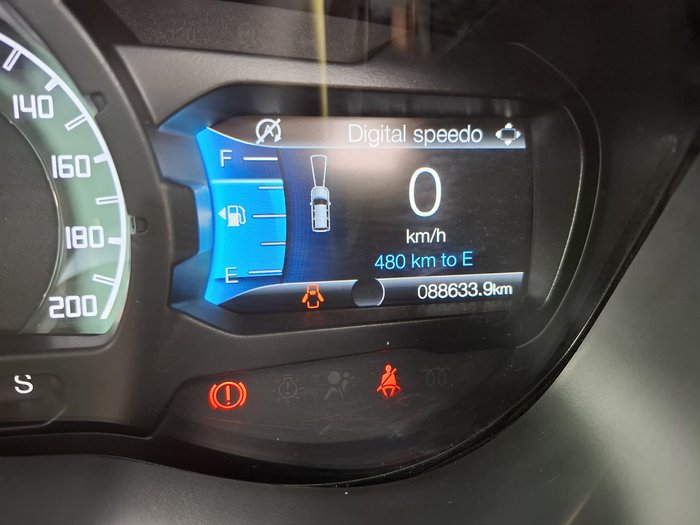 140
160
180
200
Digital speedo
F
0
km/h
480 km to E
E
088633.9km
S